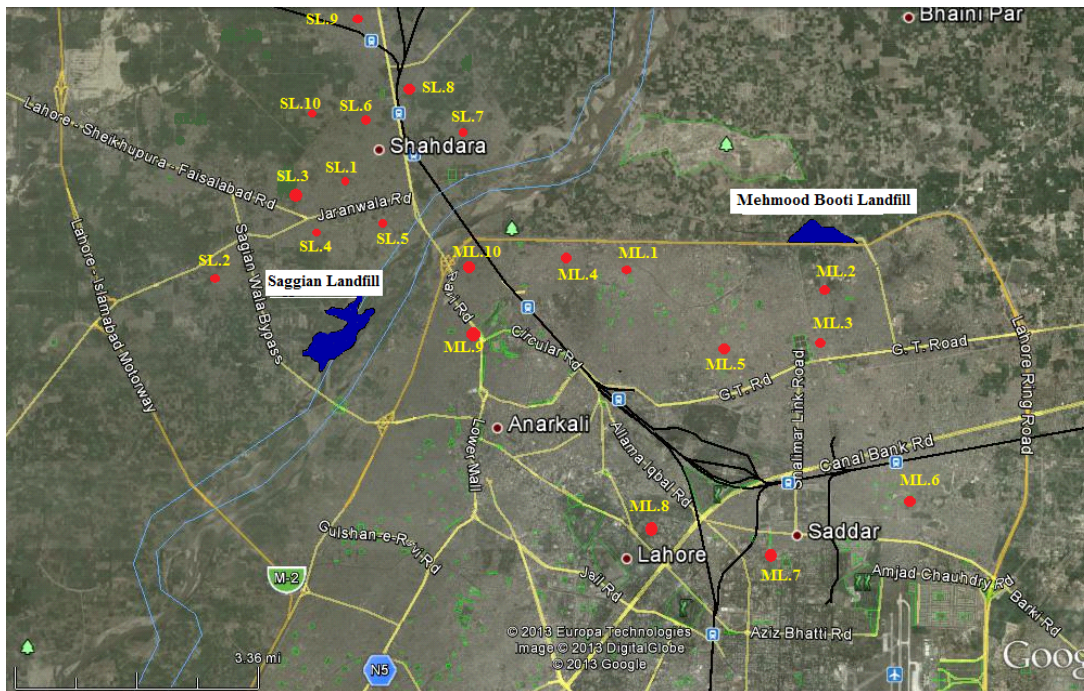 SL.9
Bhaini Par
SL.8
SL.10
SL.6
SL.7
Lahore - Sheikhupura - Faisalabad Rd
Shahdara
SL.1
SL.3
Jaranwala Rd
Mehmood Booti Landfill
SL.4
SL.5
SL.2
Sagian Wala Bypass
Saggian Landfill
ML.10
ML.4
ML.1
ML.2
Lahore - Islamabad Motorway
Ravi Rd
Circular Rd
ML.9
ML.5
ML.3
G.T. Road
G.T. Rd
Lahore Ring Road
Shalimar Link Road
Anarkali
Lower Mall
Allama Iqbal Rd
Canal Bank Rd
ML.6
ML.8
Saddar
Lahore
ML.7
M-2
Jail Rd
Amjad Chauhdry Rd
Barki Rd
Aziz Bhatti Rd
© 2013 Europa Technologies
Image © 2013 DigitalGlobe
© 2013 Google
3.36 mi
N5
Goog